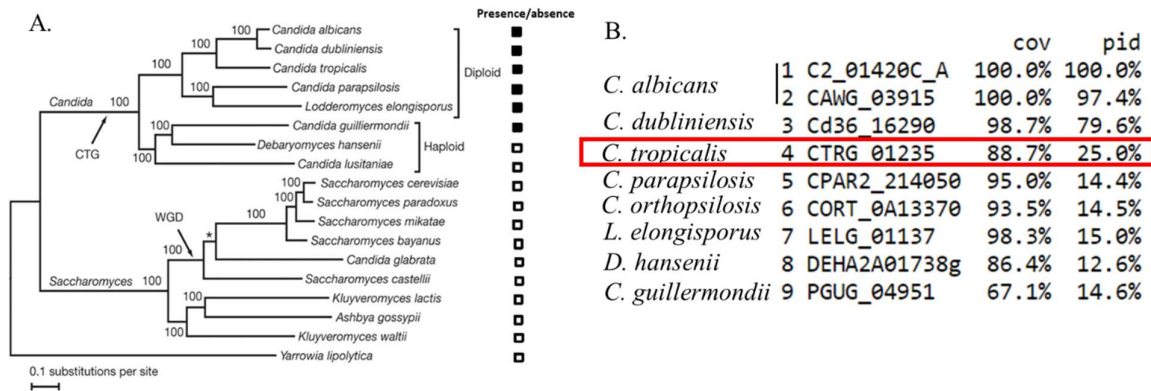 A.
Presence/absence
100
100
100
100
100
100
100
Candida albicans
Candida dubliniensis
Candida tropicalis
Candida parapsilosis
Lodderomyces elongisporus
Diploid
Candida
CTG
Candida guilliermondii
Debaryomyces hansenii
Candida lusitaniae
Haploid
100
100
100
100
100
100
100
100
WGD
*
Saccharomyces
Saccharomyces cerevisiae
Saccharomyces paradoxus
Saccharomyces mikatae
Saccharomyces bayanus
Candida glabrata
Saccharomyces castellii
Kluyveromyces lactis
Ashbya gossypii
Kluyveromyces waltii
Yarrowia lipolytica
0.1 substitutions per site
B.
cov pid
C. albicans
1 C2_01420C_A 100.0% 100.0%
2 CAWG_03915 100.0% 97.4%
C. dubliniensis 3 Cd36_16290 98.7% 79.6%
C. tropicalis 4 CTRG_01235 88.7% 25.0%
C. parapsilosis 5 CPAR2_214050 95.0% 14.4%
C. orthopsilosis 6 CORT_0A13370 93.5% 14.5%
L. elongisporus 7 LELG_01137 98.3% 15.0%
D. hansenii 8 DEHA2A01738g 86.4% 12.6%
C. guillermondii 9 PGUG_04951 67.1% 14.6%